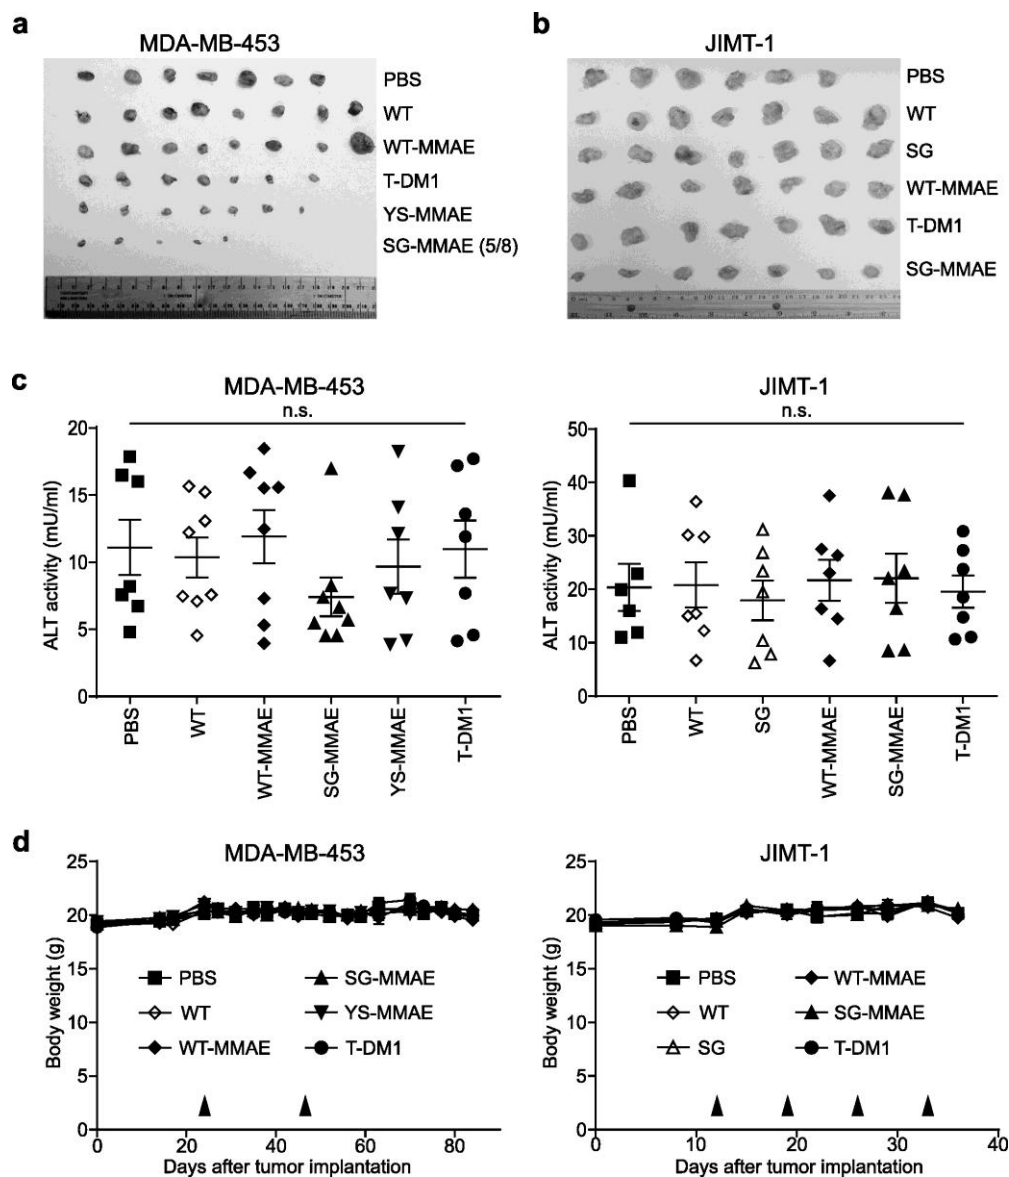 a
MDA-MB-453
PBS
WT
WT-MMAE
T-DM1
YS-MMAE
SG-MMAE (5/8)
b
JIMT-1
PBS
WT
SG
WT-MMAE
T-DM1
SG-MMAE
c
MDA-MB-453
n.s.
ALT activity (mU/ml)
20
15
10
5
0
PBS
WT
WT-MMAE
SG-MMAE
YS-MMAE
T-DM1
JIMT-1
n.s.
ALT activity (mU/ml)
50
40
30
20
10
0
PBS
WT
SG
WT-MMAE
SG-MMAE
T-DM1
d
MDA-MB-453
Body weight (g)
25
20
15
10
5
0
PBS
WT
WT-MMAE
SG-MMAE
YS-MMAE
T-DM1
0 20 40 60 80
Days after tumor implantation
JIMT-1
Body weight (g)
25
20
15
10
5
0
PBS
WT
SG
WT-MMAE
SG-MMAE
T-DM1
0 10 20 30 40
Days after tumor implantation